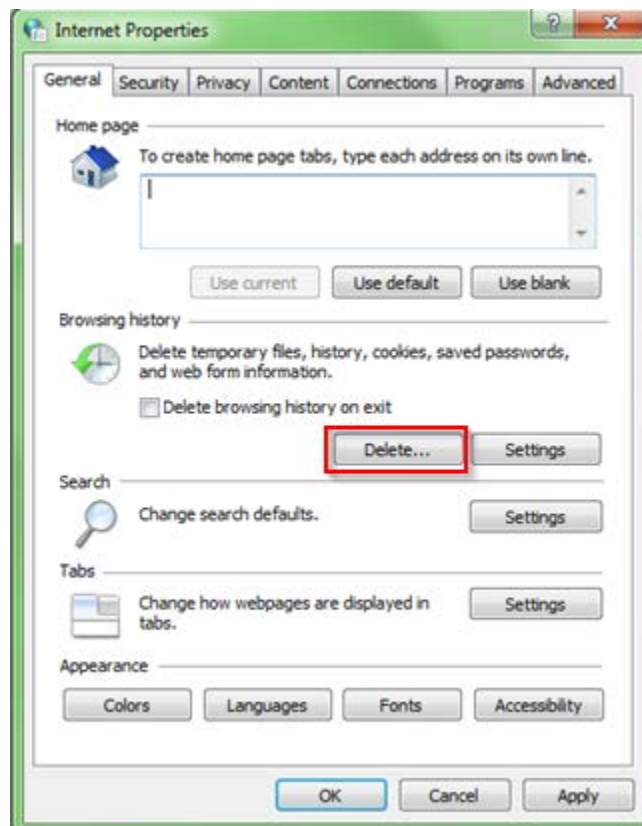 Internet Properties
General Security Privacy Content Connections Programs Advanced
Home page
To create home page tabs, type each address on its own line.
Use current Use default Use blank
Browsing history
Delete temporary files, history, cookies, saved passwords,
and web form information.
Delete browsing history on exit
Delete... Settings
Search
Change search defaults. Settings
Tabs
Change how webpages are displayed in Settings
tabs.
Appearance
Colors Languages Fonts Accessibility
OK Cancel Apply